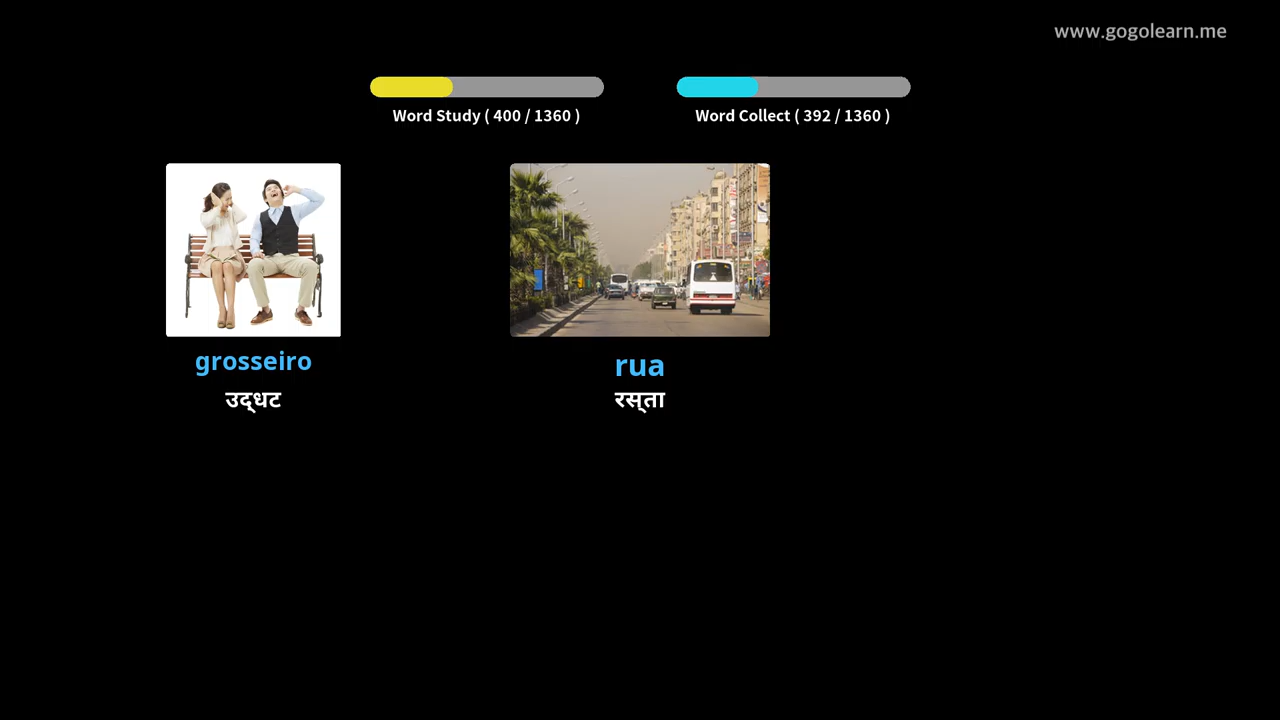 www.gogolearn.me
Word Study ( 400 / 1360 )
Word Collect ( 392 / 1360 )
grosseiro
उद्धट
rua
रस्ता